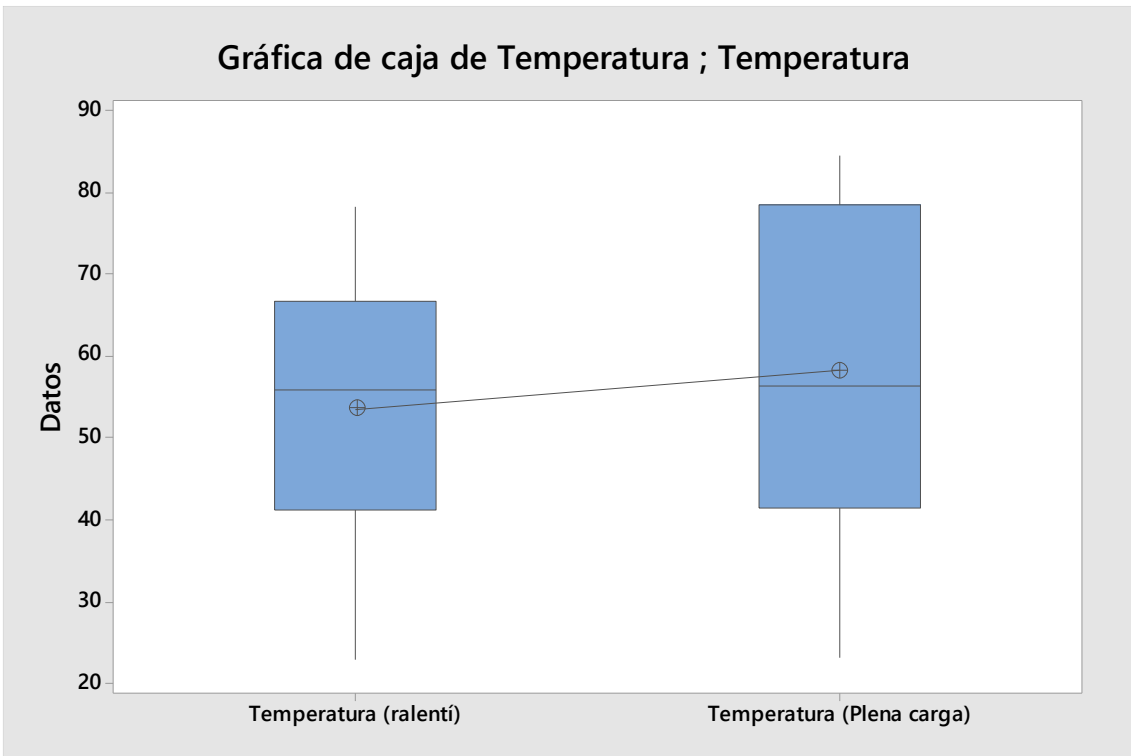 Gráfica de caja de Temperatura ; Temperatura
90
80
70
60
50
40
30
20
Datos
Temperatura (ralentí)
Temperatura (Plena carga)